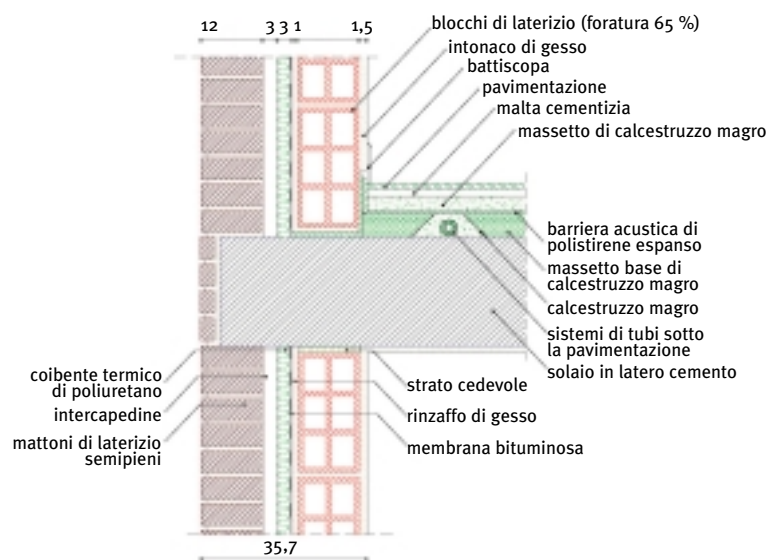 12
3 3 1
1,5
blocchi di laterizio (foratura 65 %)
intonaco di gesso
battiscopa
pavimentazione
malta cementizia
massetto di calcestruzzo magro
barriera acustica di
polistirene espanso
massetto base di
calcestruzzo magro
calcestruzzo magro
sistemi di tubi sotto
la pavimentazione
solaio in latero cemento
coibente termico
di poliuretano
intercapedine
mattoni di laterizio
semipieni
strato cedevole
rinzaffo di gesso
membrana bituminosa
35,7